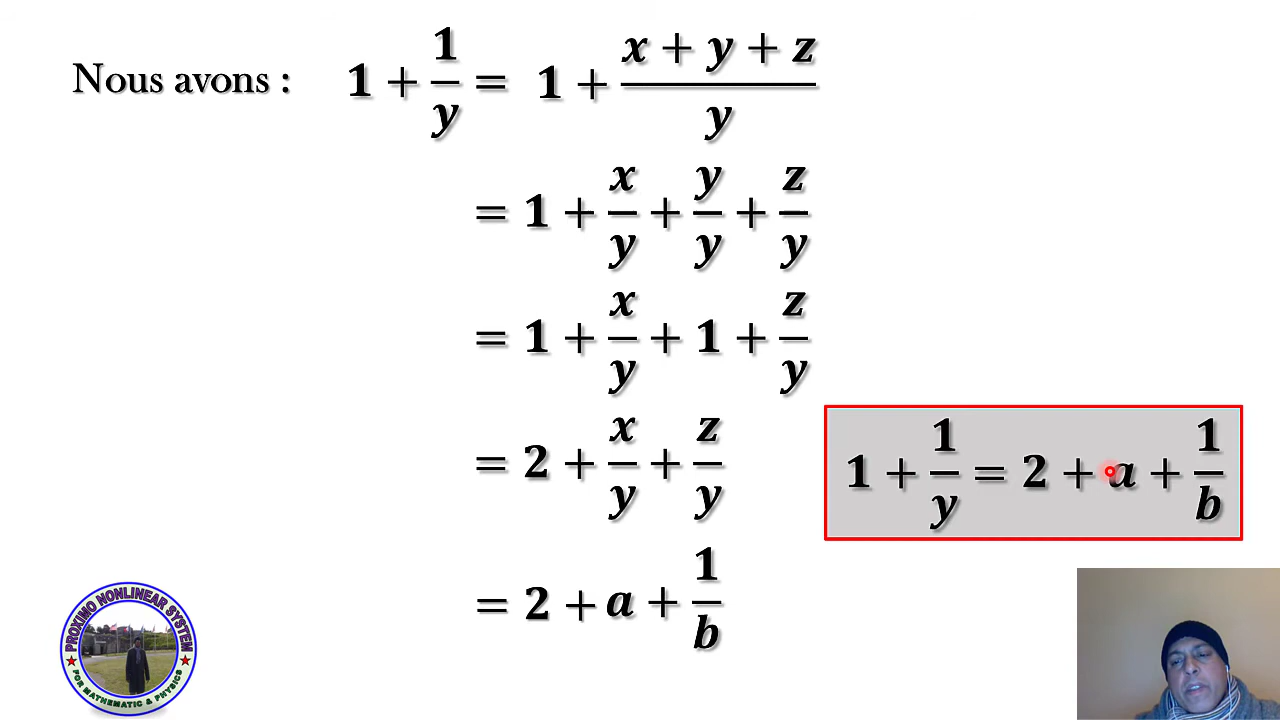 Nous avons : 1 + 1/y = 1 + (x + y + z)/y
= 1 + x/y + y/y + z/y
= 1 + x/y + 1 + z/y
= 2 + x/y + z/y
1 + 1/y = 2 + a + 1/b
= 2 + a + 1/b
PROXIMO NONLINEAR SYSTEM
FOR MATHEMATIC & PHYSICS